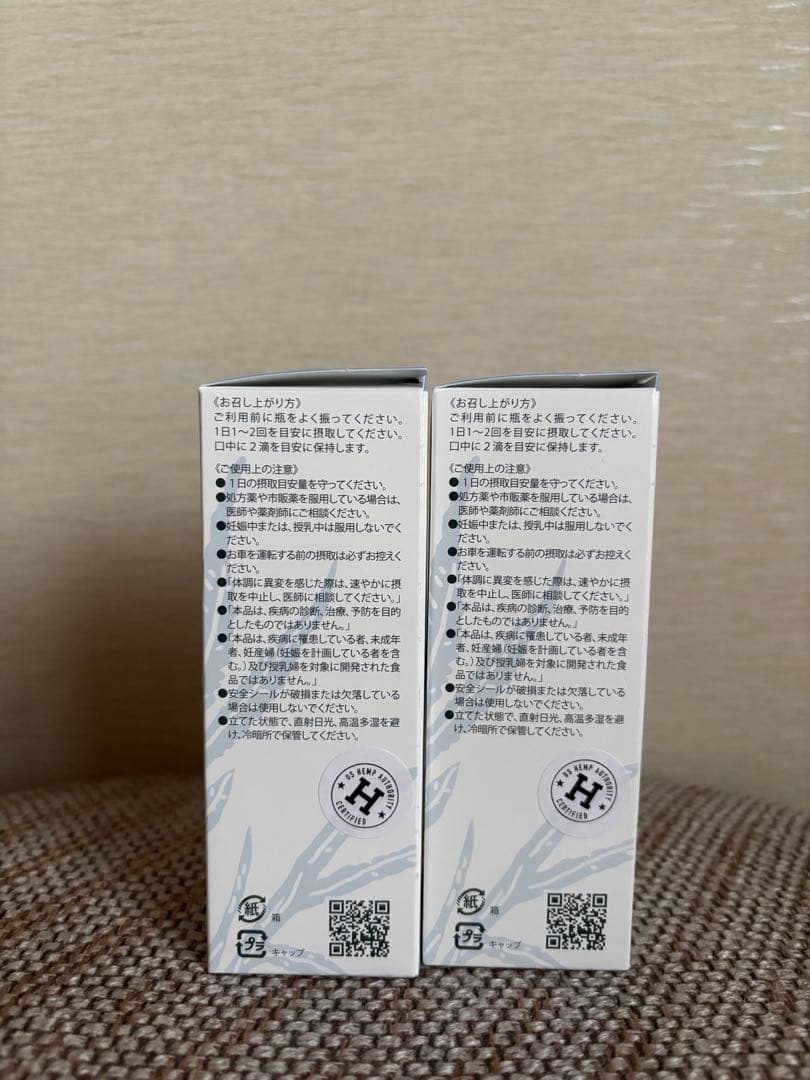 《お召し上がり方》
ご利用前に瓶をよく振ってください。
1日1〜2回を目安に摂取してください。
口中に2滴を目安に保持します。
《ご使用上の注意》
●1日の摂取目安量を守ってください。
●処方薬や市販薬を服用している場合は、
医師や薬剤師にご相談ください。
●妊娠中または、授乳中は服用しないでく
ださい。
●お車を運転する前の摂取は必ずお控えく
ださい。
●「体調に異変を感じた際は、速やかに摂
取を中止し、医師に相談してください。」
●「本品は、疾病の診断、治療、予防を目的
としたものではありません。」
●「本品は、疾病に罹患している者、未成年
者、妊産婦(妊娠を計画している者を含
む。)及び授乳婦を対象に開発された食
品ではありません。」
●安全シールが破損または欠落している
場合は使用しないでください。
●立てた状態で、直射日光、高温多湿を避
け、冷暗所で保管してください。
US HEMP AUTHORITY
H
CERTIFIED
紙 箱
プラ キャップ
《お召し上がり方》
ご利用前に瓶をよく振ってください。
1日1〜2回を目安に摂取してください。
口中に2滴を目安に保持します。
《ご使用上の注意》
●1日の摂取目安量を守ってください。
●処方薬や市販薬を服用している場合は、
医師や薬剤師にご相談ください。
●妊娠中または、授乳中は服用しないでく
ださい。
●お車を運転する前の摂取は必ずお控えく
ださい。
●「体調に異変を感じた際は、速やかに摂
取を中止し、医師に相談してください。」
●「本品は、疾病の診断、治療、予防を目的
としたものではありません。」
●「本品は、疾病に罹患している者、未成年
者、妊産婦(妊娠を計画している者を含
む。)及び授乳婦を対象に開発された食
品ではありません。」
●安全シールが破損または欠落している
場合は使用しないでください。
●立てた状態で、直射日光、高温多湿を避
け、冷暗所で保管してください。
US HEMP AUTHORITY
H
CERTIFIED
紙 箱
プラ キャップ